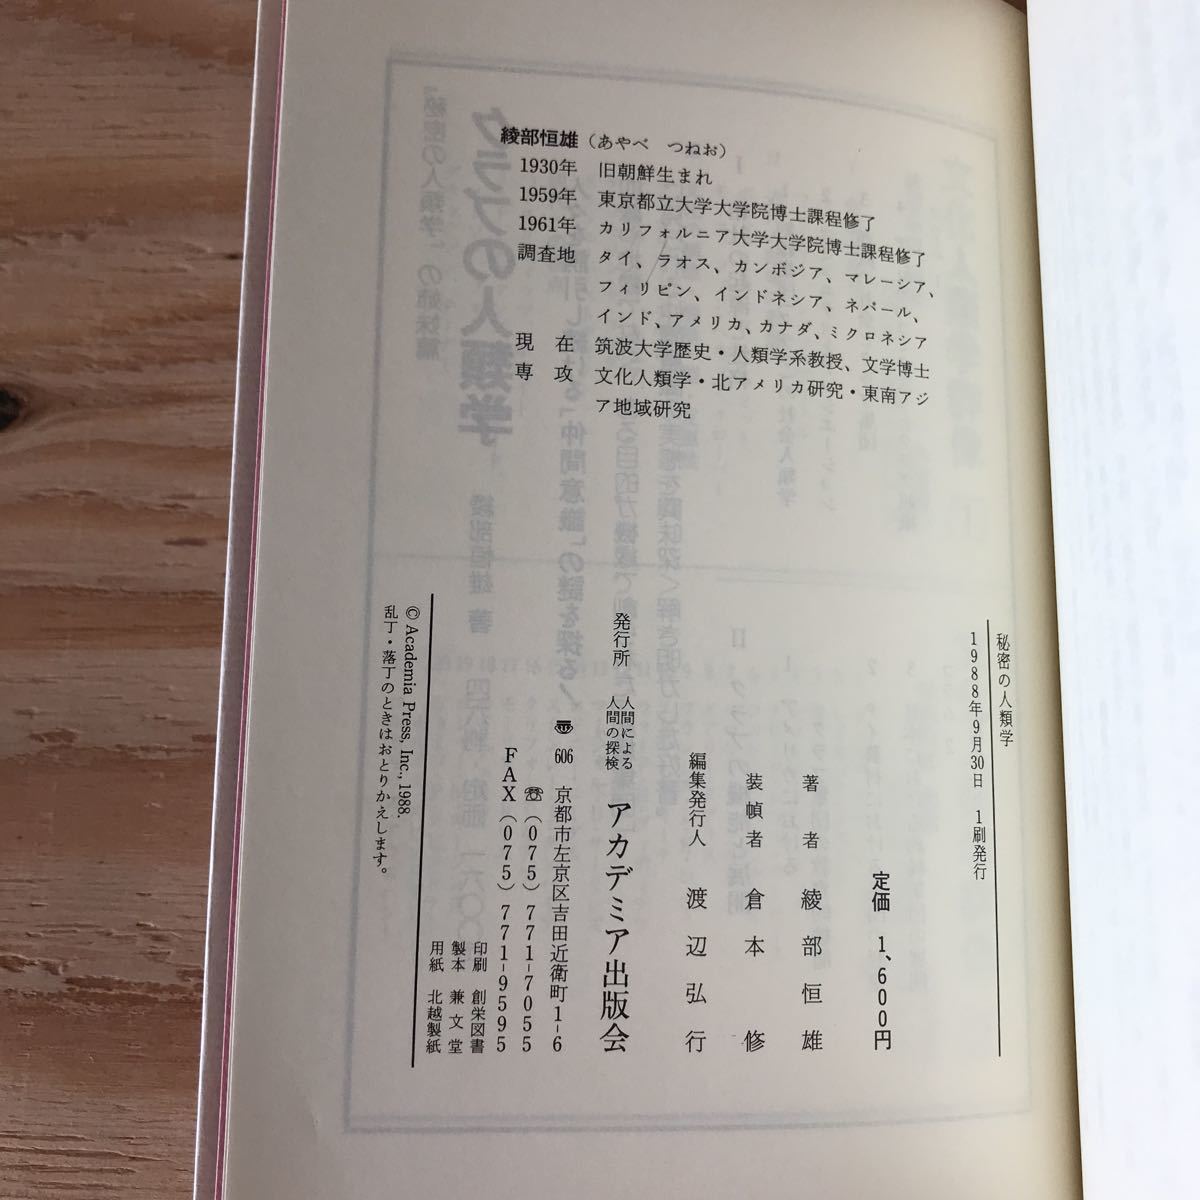 綾部恒雄（あやべ　つねお）
1930年　旧朝鮮生まれ
1959年　東京都立大学大学院博士課程修了
1961年　カリフォルニア大学大学院博士課程修了
調査地　タイ、ラオス、カンボジア、マレーシア、
フィリピン、インドネシア、ネパール、
インド、アメリカ、カナダ、ミクロネシア
現　在　筑波大学歴史・人類学系教授、文学博士
専　攻　文化人類学・北アメリカ研究・東南アジ
ア地域研究
秘密の人類学
1988年9月30日　1刷発行
定価　1,600円
著　者　綾部恒雄
装幀者　倉本　修
編集発行人　渡辺弘行
発行所　人間による人間の探検　アカデミア出版会
〠 606　京都市左京区吉田近衛町1-6
☎（075）771-7055
FAX（075）771-9595
印刷　創栄図書
製本　兼文堂
用紙　北越製紙
© Academia Press, Inc., 1988.
乱丁・落丁のときはおとりかえします。